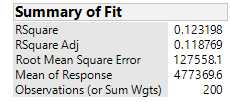 Summary of Fit
RSquare 0.123198
RSquare Adj 0.118769
Root Mean Square Error 127558.1
Mean of Response 477369.6
Observations (or Sum Wgts) 200